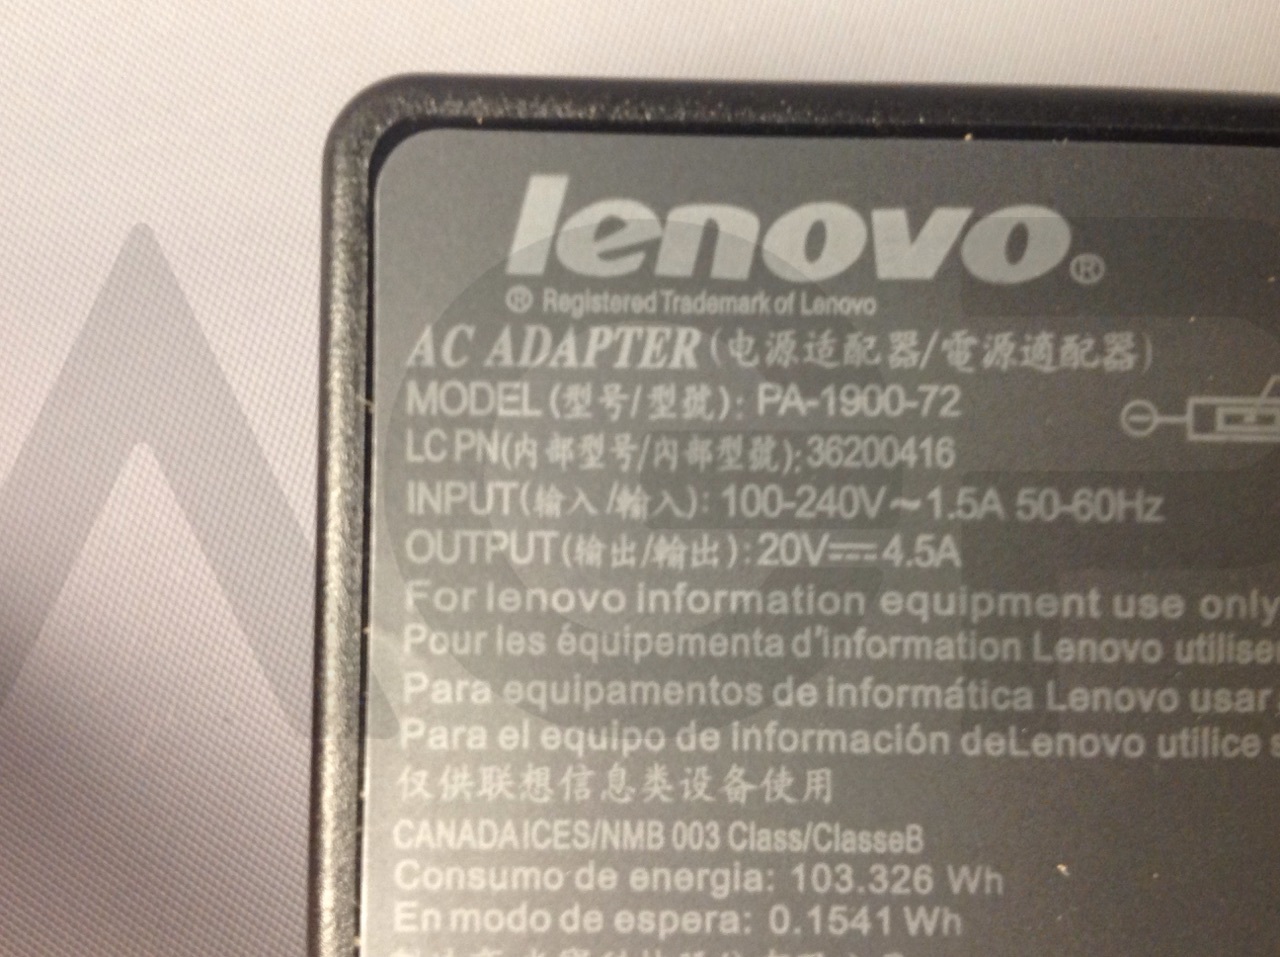 lenovo®
® Registered Trademark of Lenovo
AC ADAPTER(电源适配器/電源適配器)
MODEL(型号/型號): PA-1900-72
LC PN(内部型号/內部型號):36200416
INPUT(输入/輸入): 100-240V~1.5A 50-60Hz
OUTPUT(输出/輸出):20V⎓4.5A
For lenovo information equipment use only
Pour les équipementa d'information Lenovo utilise
Para equipamentos de informática Lenovo usar
Para el equipo de información deLenovo utilice s
仅供联想信息类设备使用
CANADA ICES/NMB 003 Class/ClasseB
Consumo de energia: 103.326 Wh
En modo de espera: 0.1541 Wh